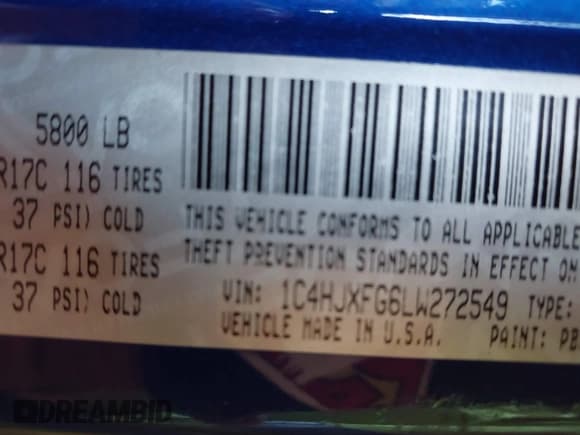 5800 LB
R17C 116 TIRES
37 PSI) COLD
R17C 116 TIRES
37 PSI) COLD
THIS VEHICLE CONFORMS TO ALL APPLICABLE
THEFT PREVENTION STANDARDS IN EFFECT ON
VIN: 1C4HJXFG6LW272549 TYPE:
VEHICLE MADE IN U.S.A. PAINT: PB
DREAMBID